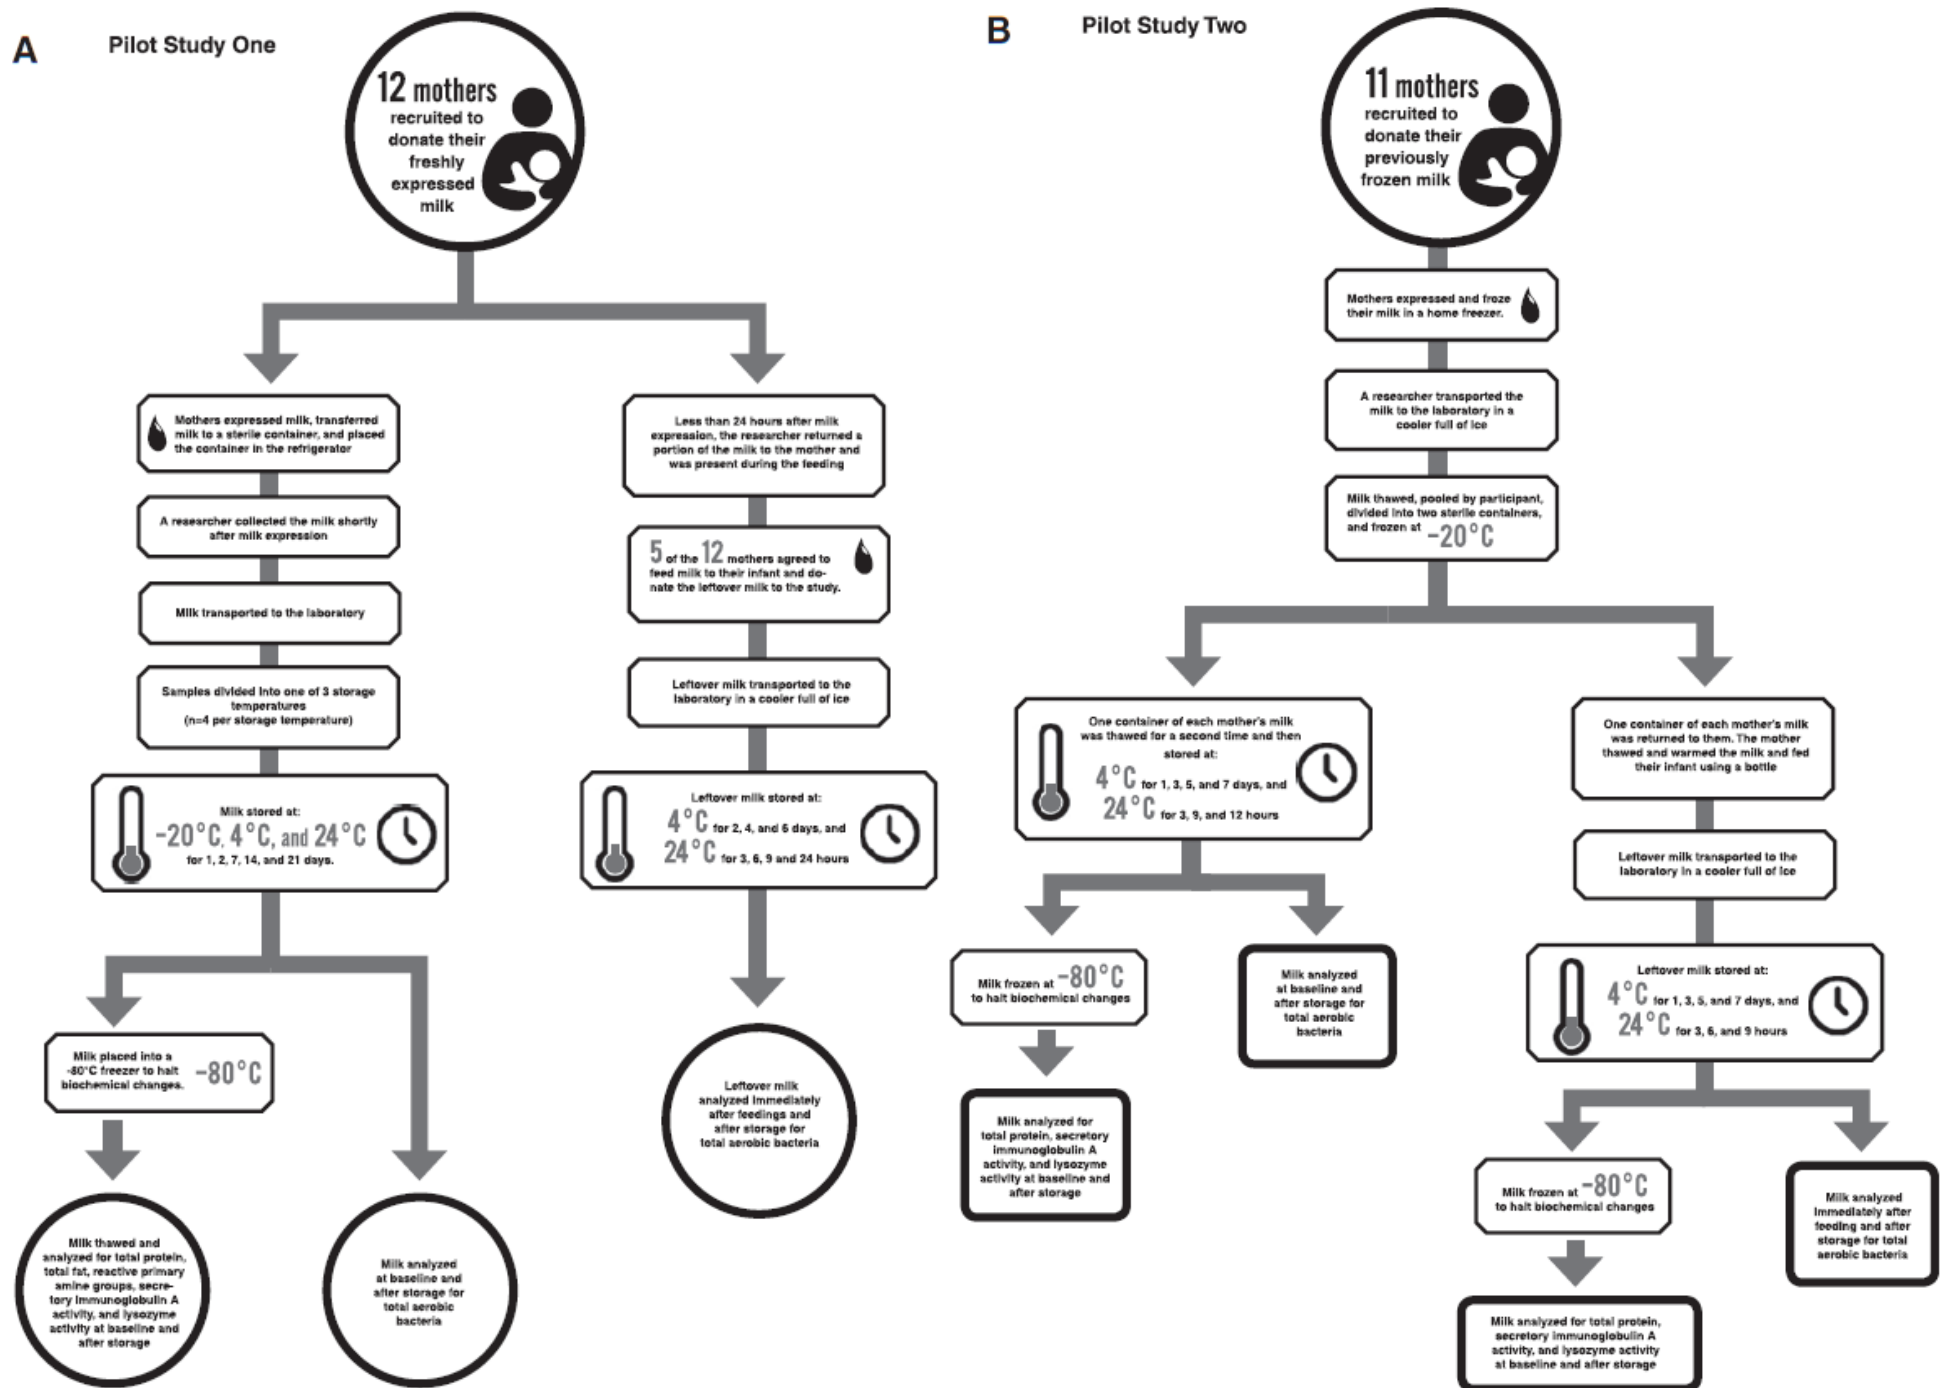 A
Pilot Study One
12 mothers
recruited to
donate their
freshly
expressed
milk
Mothers expressed milk, transferred
milk to a sterile container, and placed
the container in the refrigerator
A researcher collected the milk shortly
after milk expression
Milk transported to the laboratory
Samples divided into one of 3 storage
temperatures
(n=4 per storage temperature)
Milk stored at:
-20°C, 4°C, and 24°C
for 1, 2, 7, 14, and 21 days.
Milk placed into a
-80°C freezer to halt
biochemical changes.
-80°C
Milk thawed and
analyzed for total protein,
total fat, reactive primary
amine groups, secre-
tory immunoglobulin A
activity, and lysozyme
activity at baseline and
after storage
Milk analyzed
at baseline and
after storage for
total aerobic
bacteria
Less than 24 hours after milk
expression, the researcher returned a
portion of the milk to the mother and
was present during the feeding
5 of the 12 mothers agreed to
feed milk to their infant and do-
nate the leftover milk to the study.
Leftover milk transported to the
laboratory in a cooler full of ice
Leftover milk stored at:
4°C for 2, 4, and 6 days, and
24°C for 3, 6, 9 and 24 hours
Leftover milk
analyzed immediately
after feedings and
after storage for
total aerobic bacteria
B
Pilot Study Two
11 mothers
recruited to
donate their
previously
frozen milk
Mothers expressed and froze
their milk in a home freezer.
A researcher transported the
milk to the laboratory in a
cooler full of ice
Milk thawed, pooled by participant,
divided into two sterile containers,
and frozen at -20°C
One container of each mother's milk
was thawed for a second time and then
stored at:
4°C for 1, 3, 5, and 7 days, and
24°C for 3, 9, and 12 hours
Milk frozen at -80°C
to halt biochemical changes
Milk analyzed for
total protein, secretory
immunoglobulin A
activity, and lysozyme
activity at baseline and
after storage
Milk analyzed
at baseline and
after storage for
total aerobic
bacteria
One container of each mother's milk
was returned to them. The mother
thawed and warmed the milk and fed
their infant using a bottle
Leftover milk transported to the
laboratory in a cooler full of ice
Leftover milk stored at:
4°C for 1, 3, 5, and 7 days, and
24°C for 3, 6, and 9 hours
Milk frozen at -80°C
to halt biochemical changes
Milk analyzed for total protein,
secretory immunoglobulin A
activity, and lysozyme activity
at baseline and after storage
Milk analyzed
immediately after
feeding and after
storage for total
aerobic bacteria